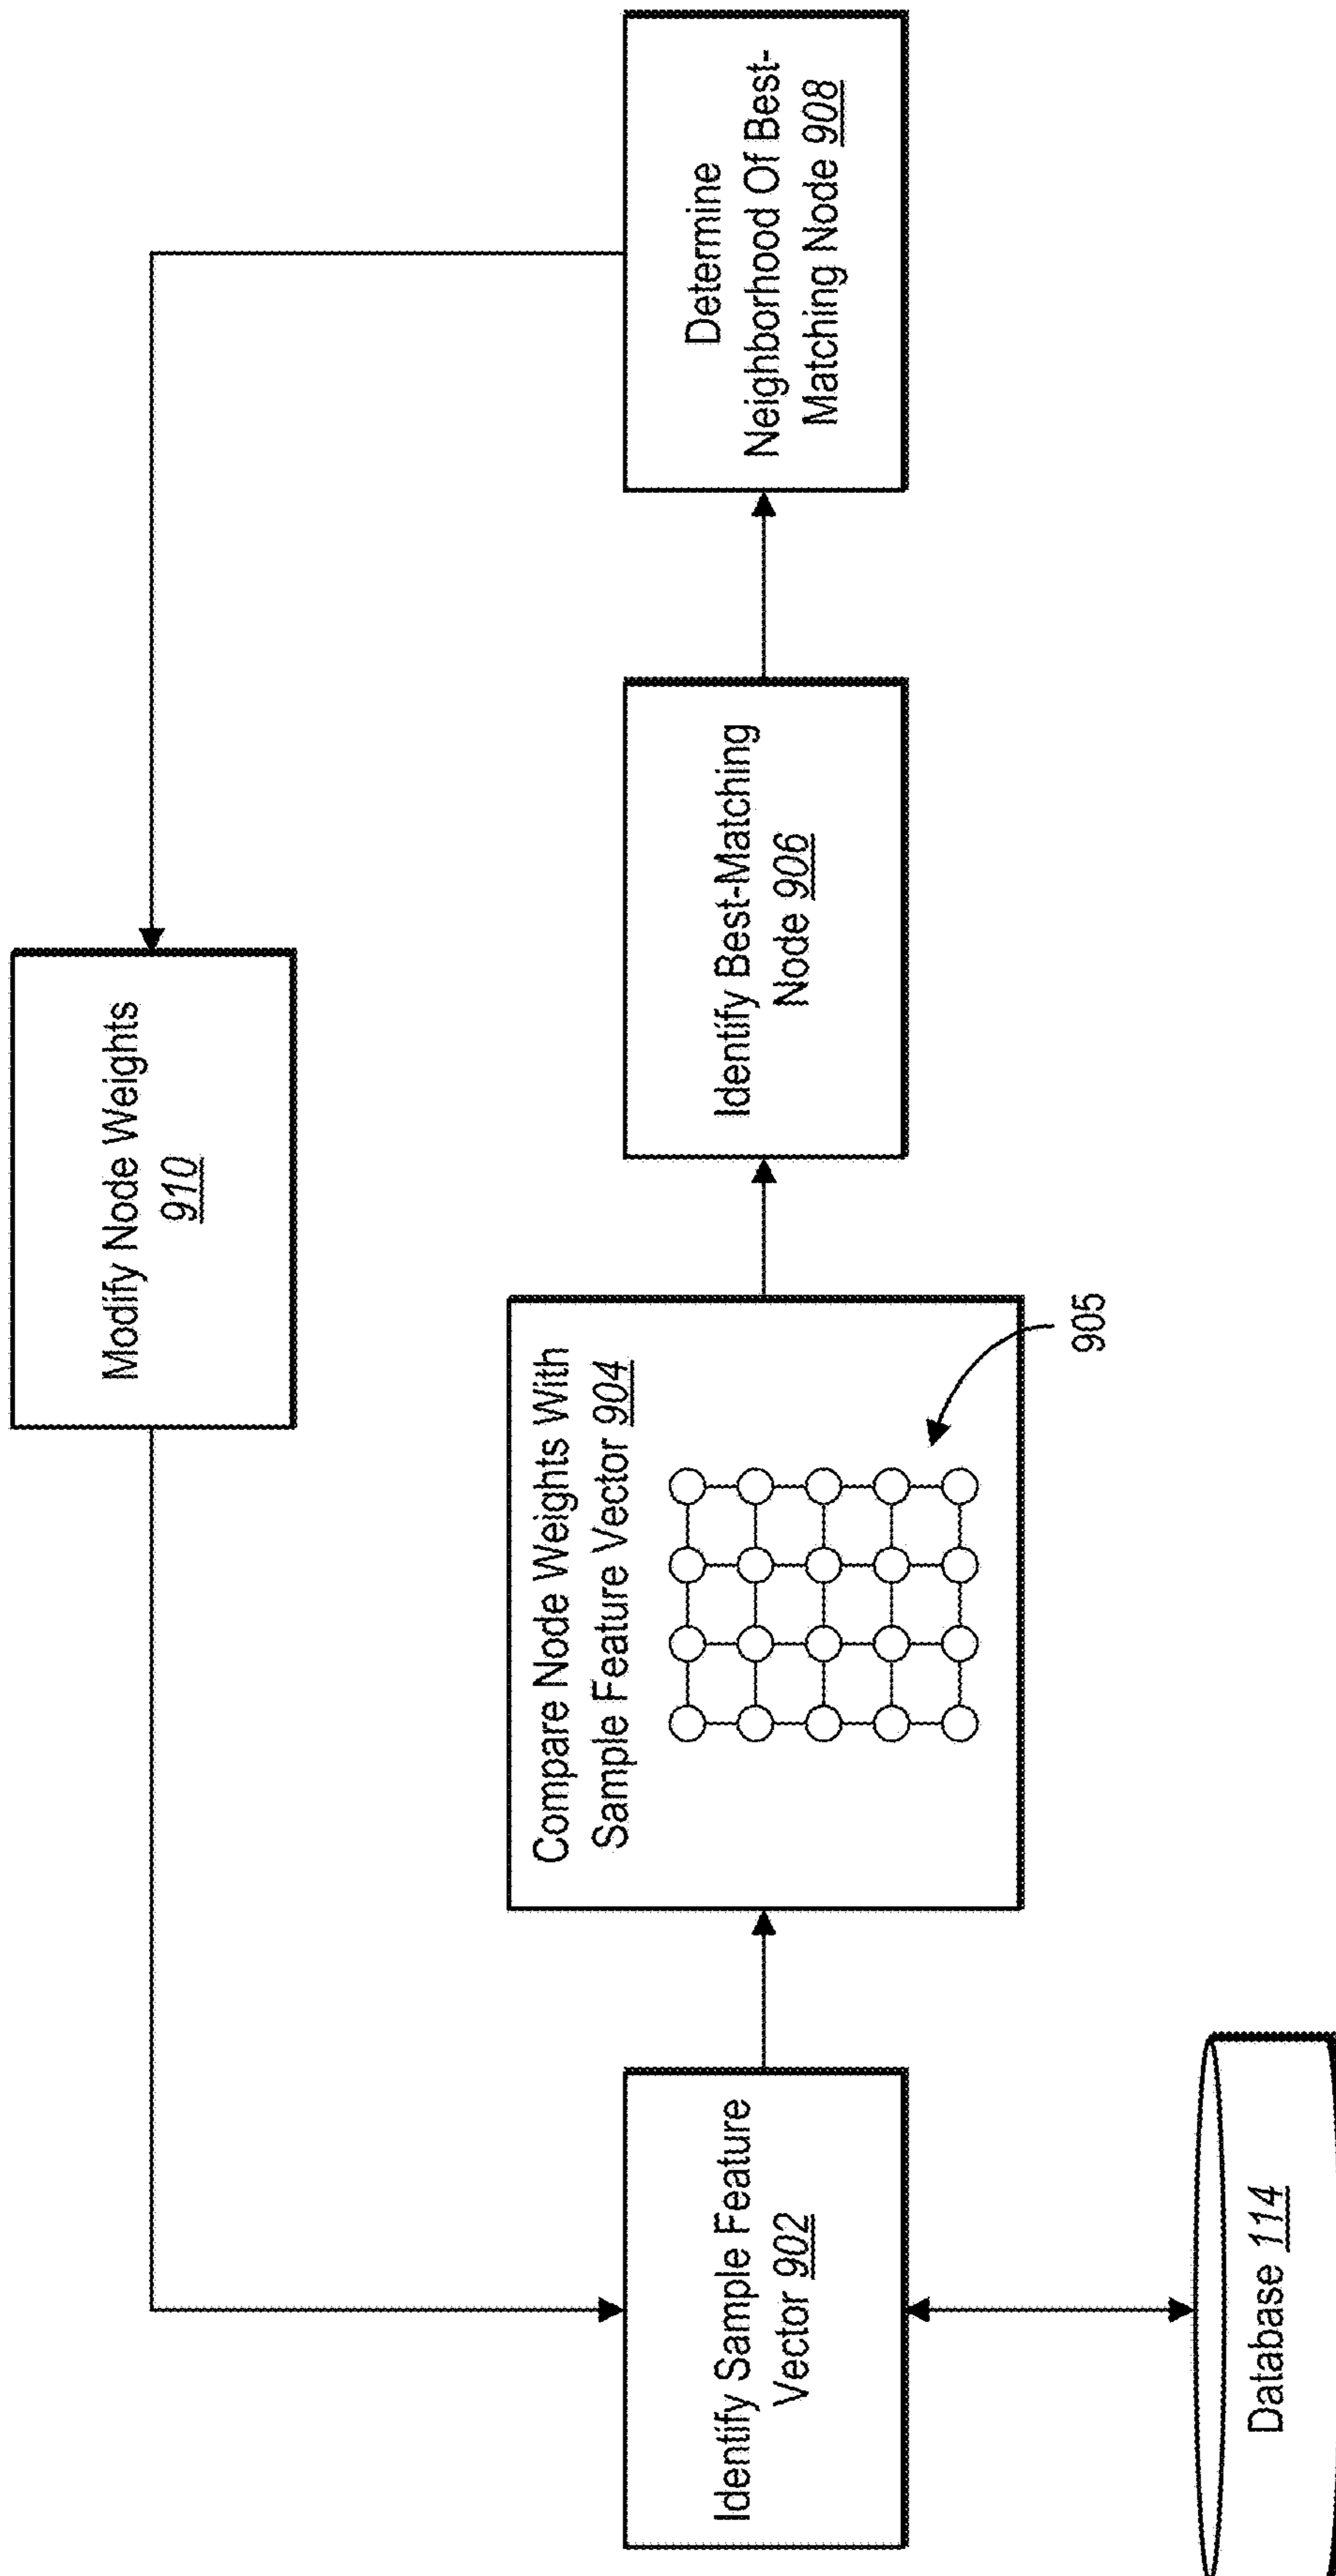 Modify Node Weights
910
Compare Node Weights With
Sample Feature Vector 904
905
Identify Sample Feature
Vector 902
Identify Best-Matching
Node 906
Determine
Neighborhood Of Best-
Matching Node 908
Database 114